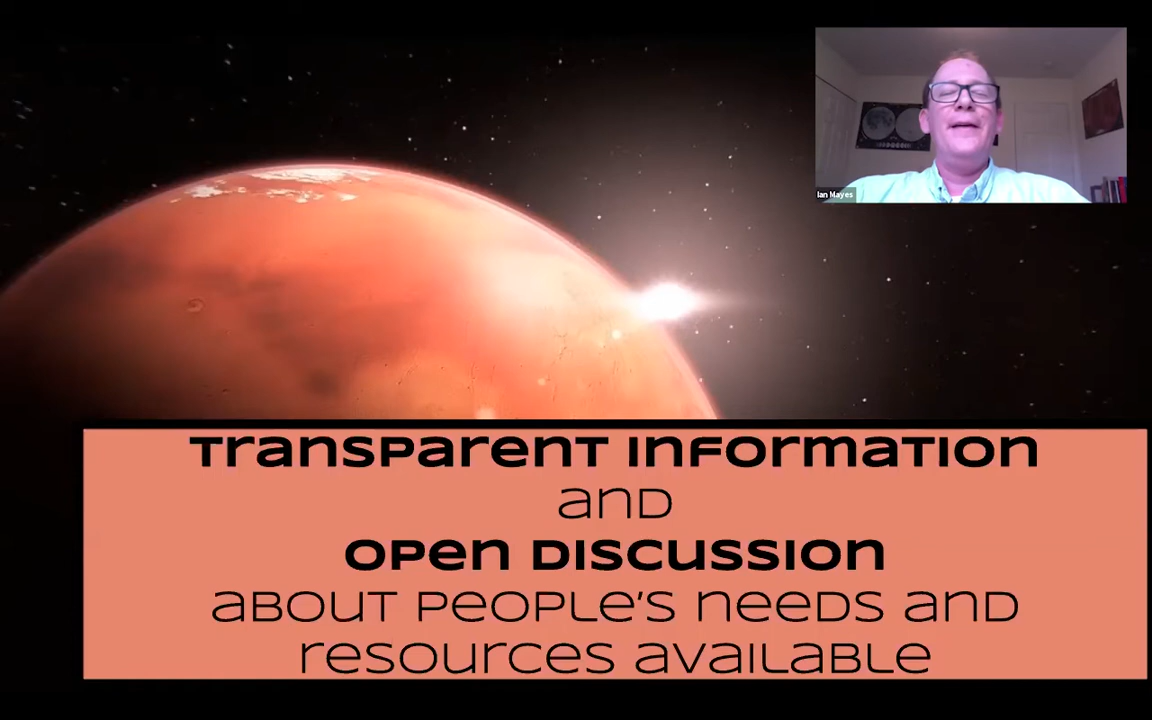 Ian Mayes
Transparent Information
and
Open Discussion
about people's needs and
resources available